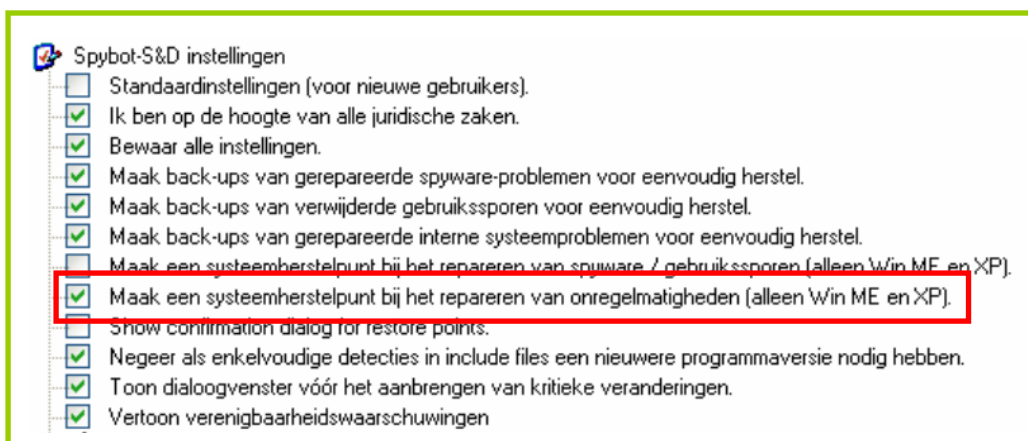 Spybot-S&D instellingen
Standaardinstellingen (voor nieuwe gebruikers).
Ik ben op de hoogte van alle juridische zaken.
Bewaar alle instellingen.
Maak back-ups van gerepareerde spyware-problemen voor eenvoudig herstel.
Maak back-ups van verwijderde gebruikssporen voor eenvoudig herstel.
Maak back-ups van gerepareerde interne systeemproblemen voor eenvoudig herstel.
Maak een systeemherstelpunt bij het repareren van spyware / gebruikssporen (alleen Win ME en XP).
Maak een systeemherstelpunt bij het repareren van onregelmatigheden (alleen Win ME en XP).
Show confirmation dialog for restore points.
Negeer als enkelvoudige detecties in include files een nieuwere programmaversie nodig hebben.
Toon dialoogvenster vóór het aanbrengen van kritieke veranderingen.
Vertoon verenigbaarheidswaarschuwingen